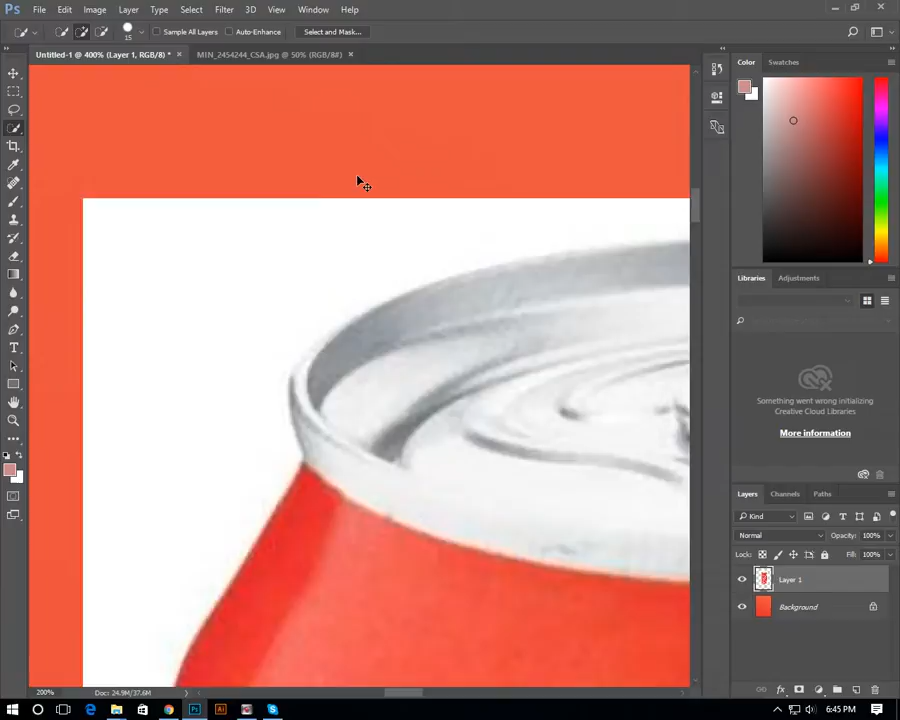 Ps File Edit Image Layer Type Select Filter 3D View Window Help
15 Sample All Layers Auto-Enhance Select and Mask...
Untitled-1 @ 400% (Layer 1, RGB/8) * × MIN_2454244_CSA.jpg @ 50% (RGB/8#) ×
Color Swatches
Libraries Adjustments
Something went wrong initializing
Creative Cloud Libraries
More information
Layers Channels Paths
Kind
Normal Opacity: 100%
Lock: Fill: 100%
Layer 1
Background
200% Doc: 24.9M/37.6M
Ps Ai 6:45 PM